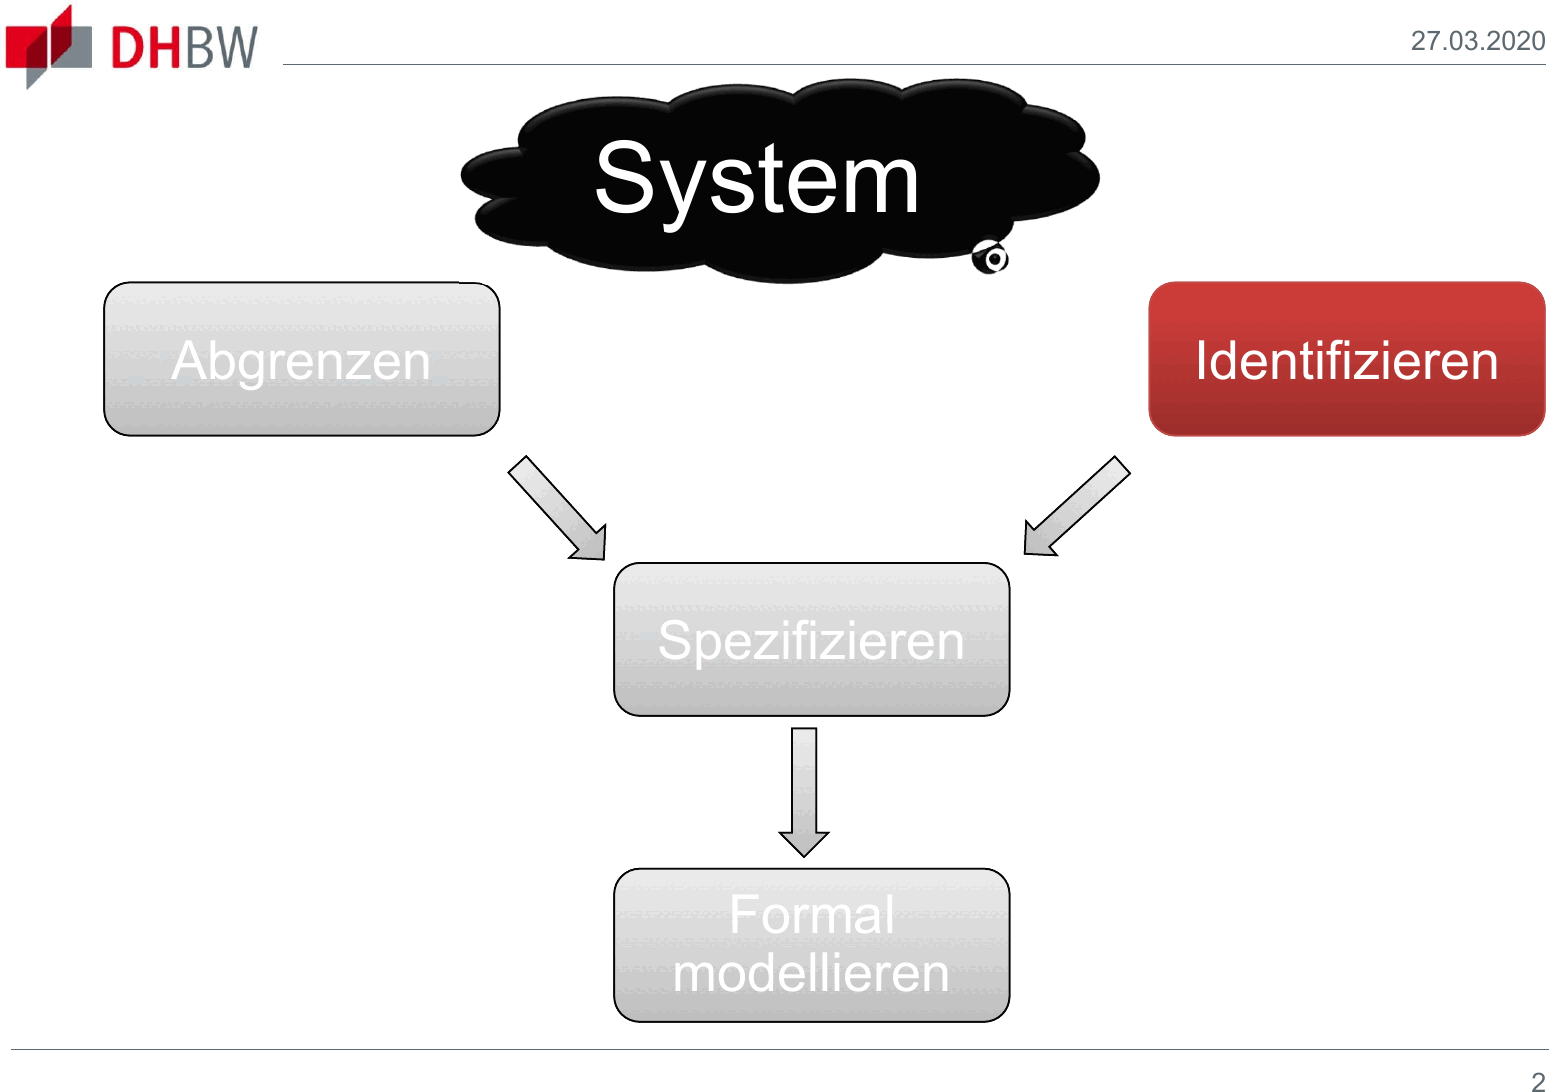 DHBW
27.03.2020
System
Abgrenzen
Identifizieren
Spezifizieren
Formal
modellieren
2